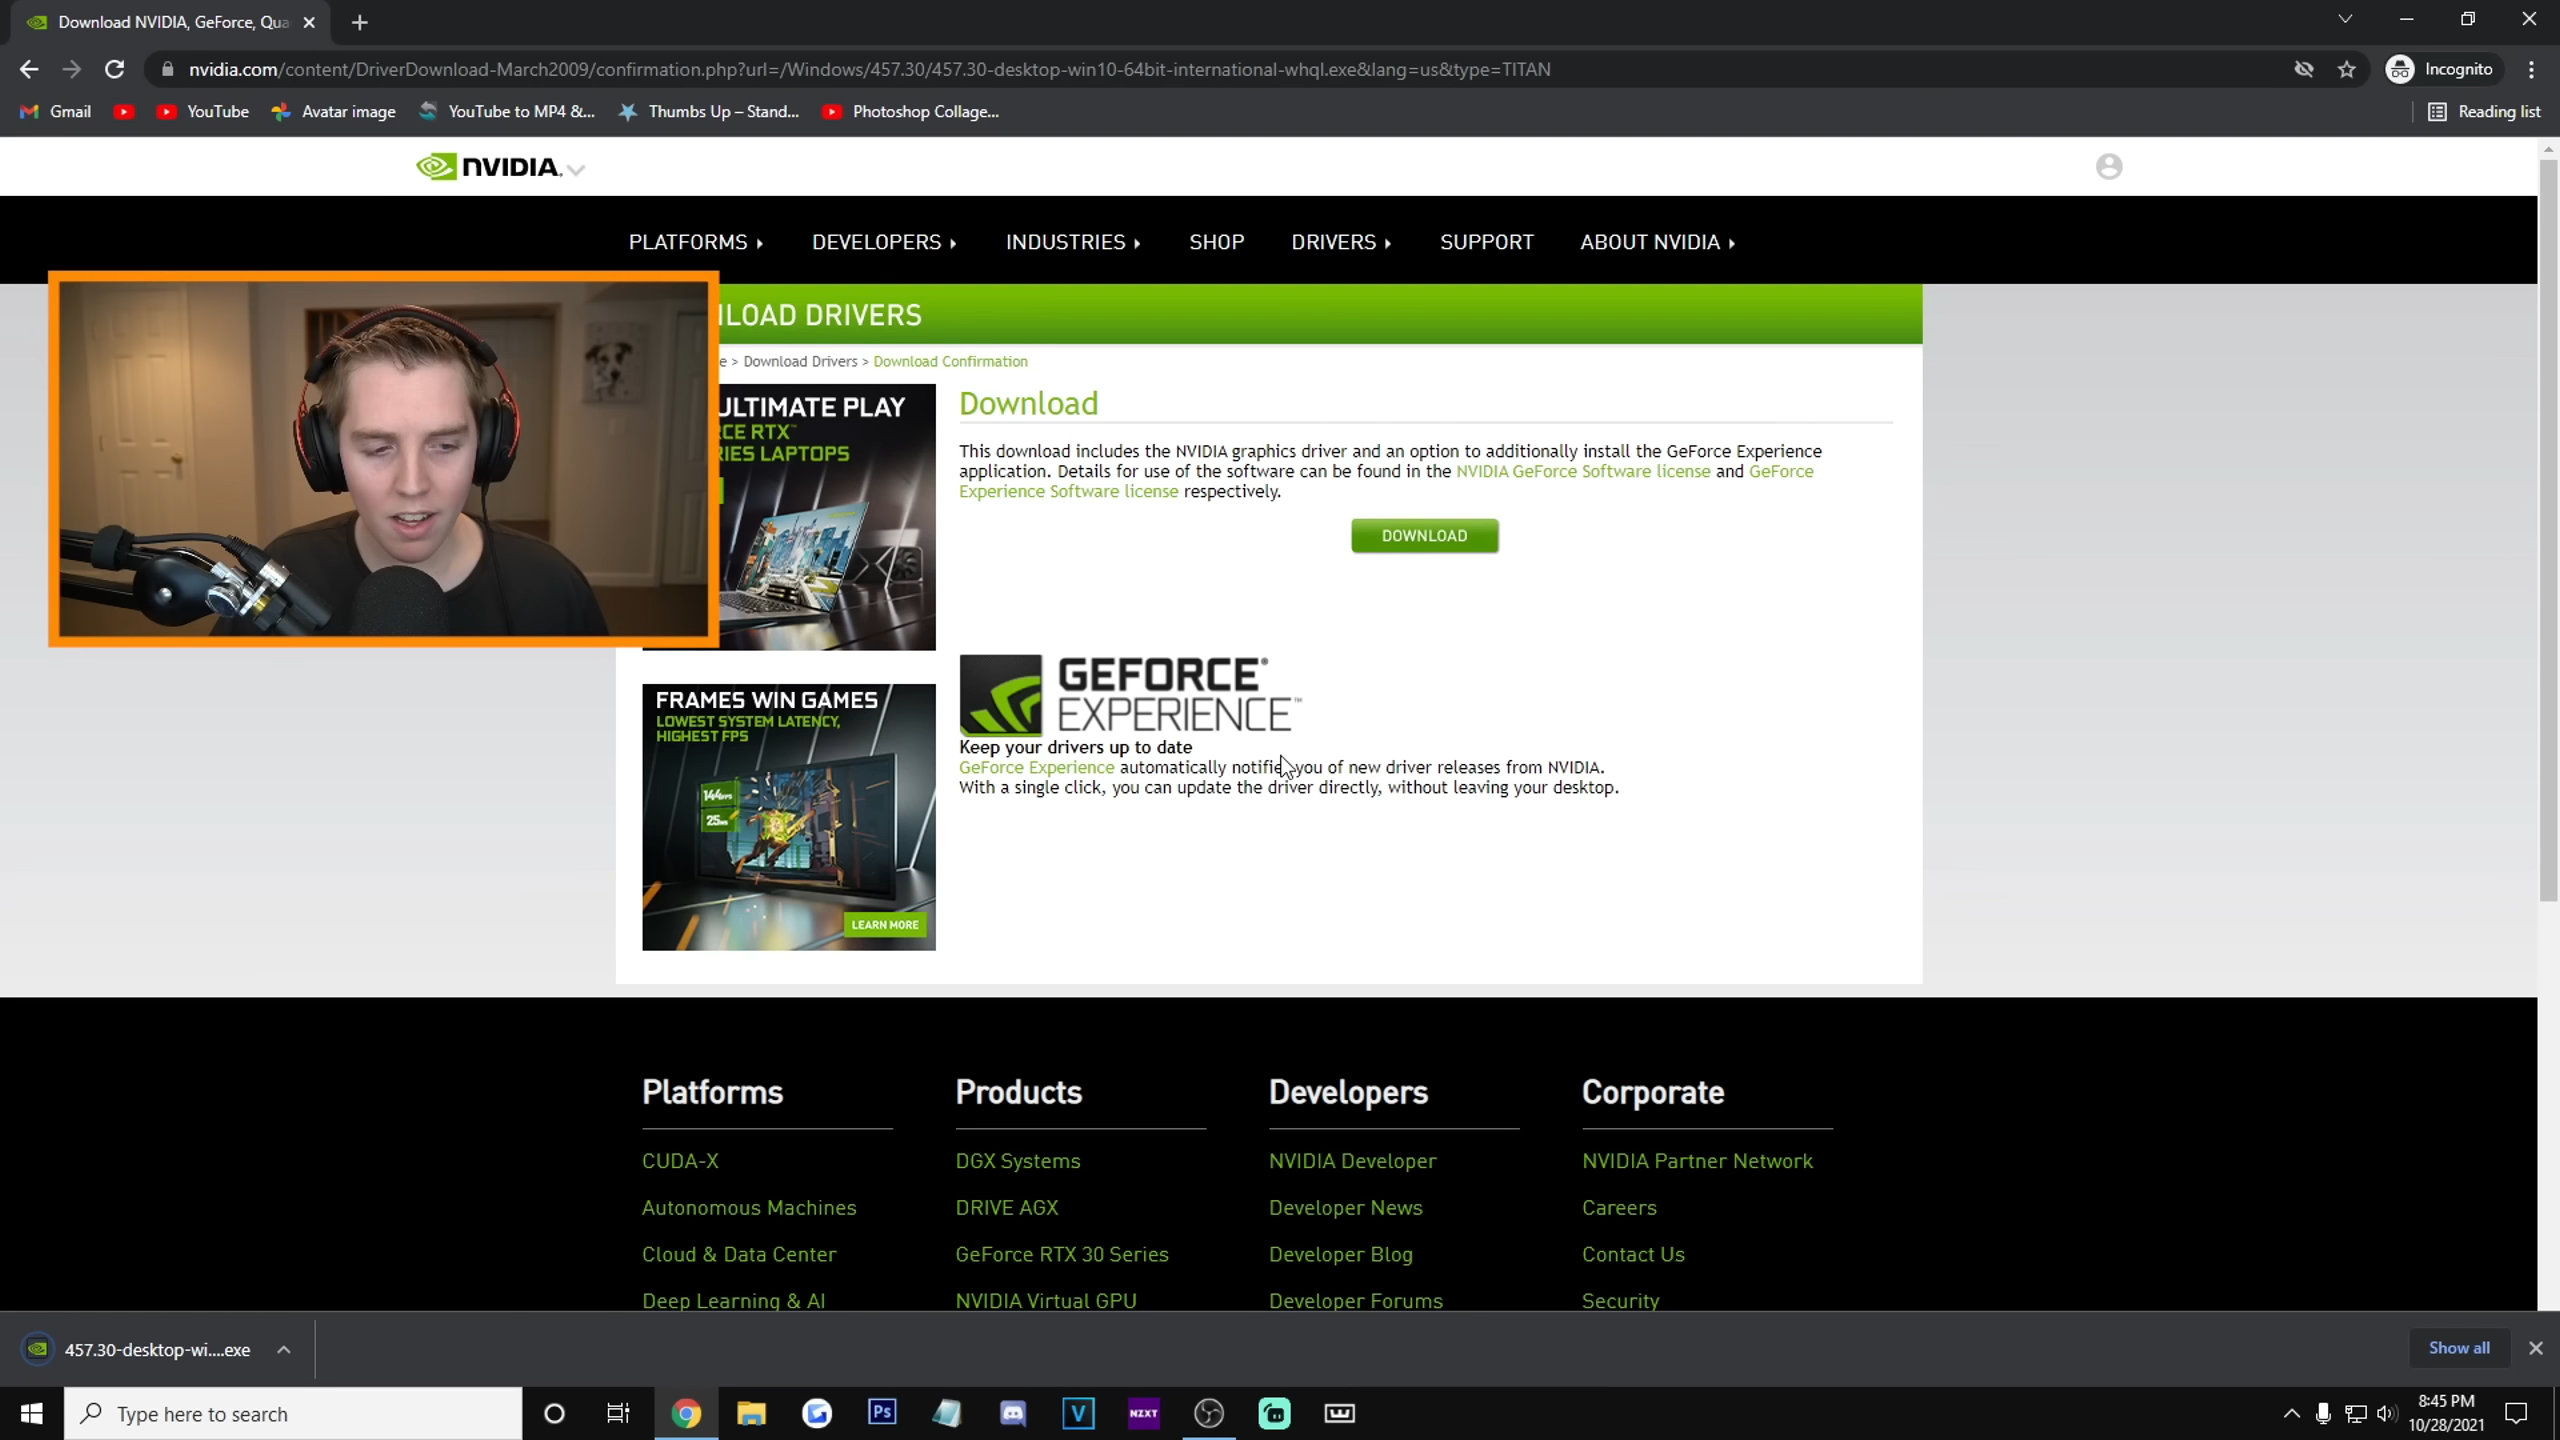 Download NVIDIA, GeForce, Qua
nvidia.com/content/DriverDownload-March2009/confirmation.php?url=/Windows/457.30/457.30-desktop-win10-64bit-international-whql.exe&lang=us&type=TITAN
Incognito
Gmail
YouTube
Avatar image
YouTube to MP4 &...
Thumbs Up – Stand...
Photoshop Collage...
Reading list
NVIDIA.
PLATFORMS
DEVELOPERS
INDUSTRIES
SHOP
DRIVERS
SUPPORT
ABOUT NVIDIA
LOAD DRIVERS
e > Download Drivers > Download Confirmation
ULTIMATE PLAY
CE RTX™
IES LAPTOPS
Download
This download includes the NVIDIA graphics driver and an option to additionally install the GeForce Experience
application. Details for use of the software can be found in the NVIDIA GeForce Software license and GeForce
Experience Software license respectively.
DOWNLOAD
GEFORCE®
EXPERIENCE™
Keep your drivers up to date
GeForce Experience automatically notifie you of new driver releases from NVIDIA.
With a single click, you can update the driver directly, without leaving your desktop.
FRAMES WIN GAMES
LOWEST SYSTEM LATENCY,
HIGHEST FPS
144FPS
25ms
LEARN MORE
Platforms
CUDA-X
Autonomous Machines
Cloud & Data Center
Deep Learning & AI
Products
DGX Systems
DRIVE AGX
GeForce RTX 30 Series
NVIDIA Virtual GPU
Developers
NVIDIA Developer
Developer News
Developer Blog
Developer Forums
Corporate
NVIDIA Partner Network
Careers
Contact Us
Security
457.30-desktop-wi....exe
Show all
Type here to search
Ps
V
NZXT
8:45 PM
10/28/2021